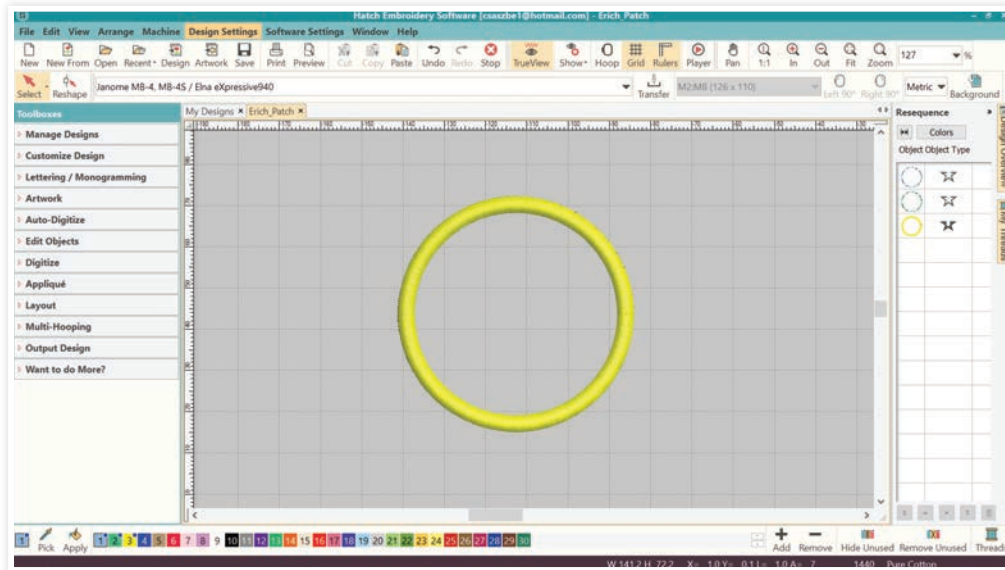 Hatch Embroidery Software [csaszbe1@hotmail.com] - Erich_Patch
File Edit View Arrange Machine Design Settings Software Settings Window Help
New New From Open Recent Design Artwork Save Print Preview Cut Copy Paste Undo Redo Stop TrueView Show Hoop Grid Rulers Player Pan 1:1 In Out Fit Zoom 127 %
Select Reshape Janome MB-4, MB-4S / Elna eXpressive940 Transfer M2:MB (126 x 110) Left 90° Right 90° Metric Background
Toolboxes My Designs Erich_Patch Resequence
Manage Designs Colors
Customize Design Object Object Type
Lettering / Monogramming
Artwork
Auto-Digitize
Edit Objects
Digitize
Appliqué
Layout
Multi-Hooping
Output Design
Want to do More?
Pick Apply 1 2 3 4 5 6 7 8 9 10 11 12 13 14 15 16 17 18 19 20 21 22 23 24 25 26 27 28 29 30 Add Remove Hide Unused Remove Unused Thread
1440 Pure Cotton